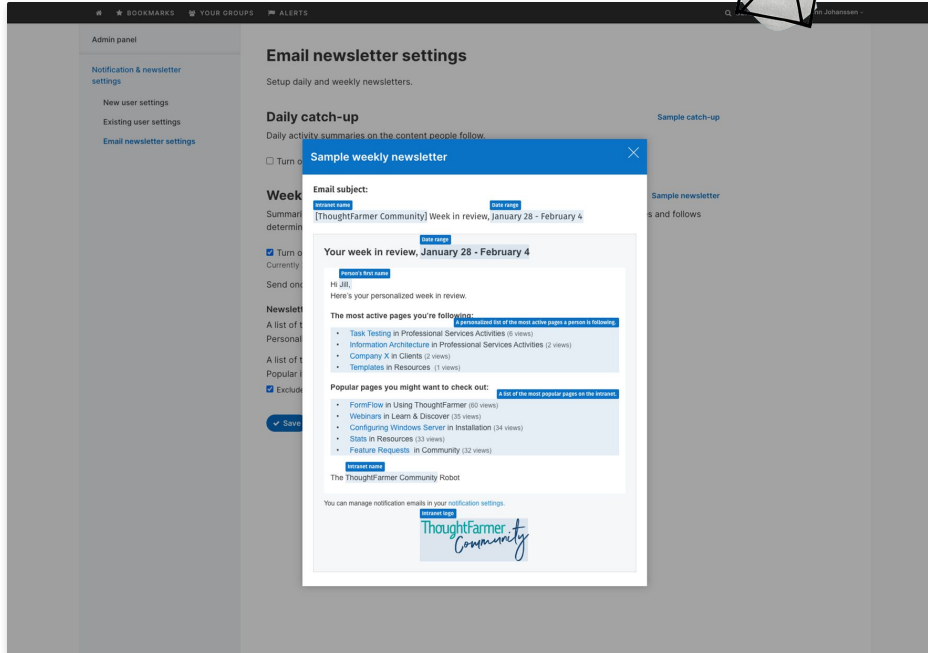 BOOKMARKS YOUR GROUPS ALERTS
nn Johanssen
Admin panel
Notification & newsletter
settings
New user settings
Existing user settings
Email newsletter settings
Email newsletter settings
Setup daily and weekly newsletters.
Daily catch-up
Sample catch-up
Daily activity summaries on the content people follow.
Turn o
Week
Sample newsletter
Summari
s and follows
determin
Turn o
Currently
Send onc
Newslett
A list of t
Personal
A list of t
Popular i
Exclude
Save
Sample weekly newsletter
Email subject:
Intranet name Date range
[ThoughtFarmer Community] Week in review, January 28 - February 4
Date range
Your week in review, January 28 - February 4
Person's first name
Hi Jill,
Here's your personalized week in review.
The most active pages you're following:
A personalized list of the most active pages a person is following.
• Task Testing in Professional Services Activities (6 views)
• Information Architecture in Professional Services Activities (2 views)
• Company X in Clients (2 views)
• Templates in Resources (1 views)
Popular pages you might want to check out:
A list of the most popular pages on the intranet.
• FormFlow in Using ThoughtFarmer (60 views)
• Webinars in Learn & Discover (35 views)
• Configuring Windows Server in Installation (34 views)
• Stats in Resources (33 views)
• Feature Requests in Community (32 views)
Intranet name
The ThoughtFarmer Community Robot
You can manage notification emails in your notification settings.
Intranet logo
ThoughtFarmer
Community